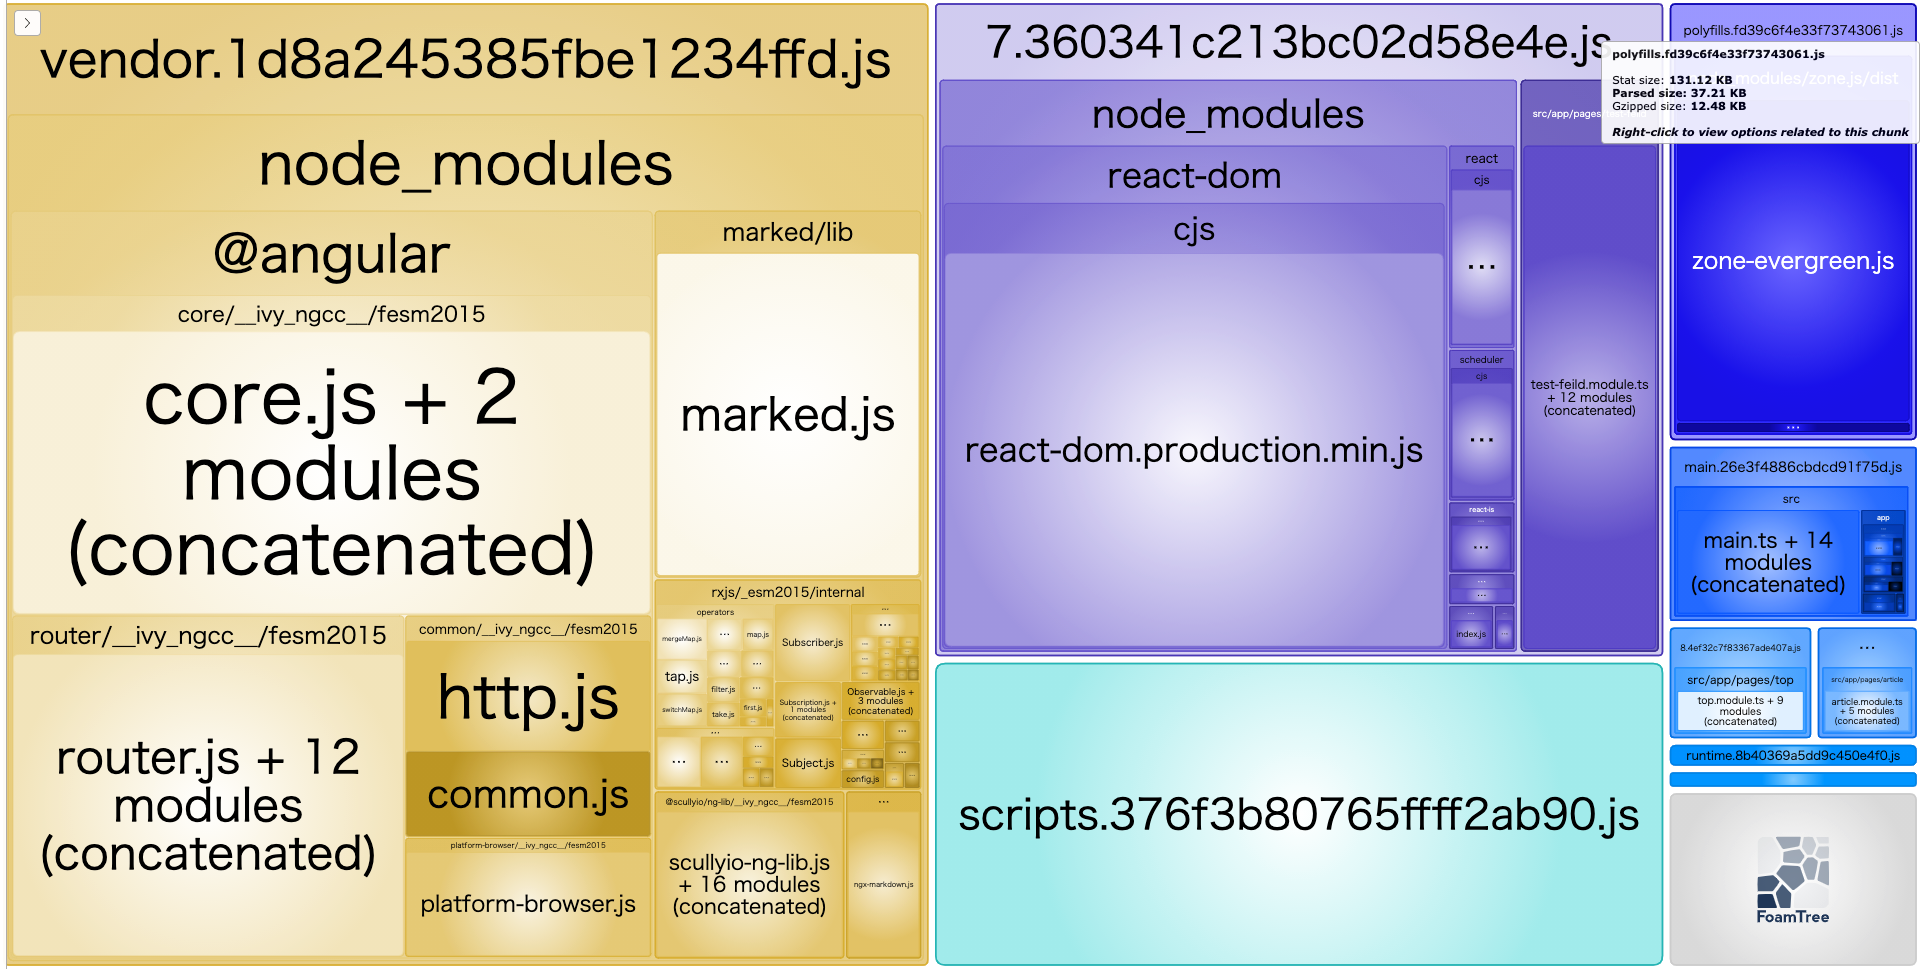 vendor.1d8a245385fbe1234ffd.js
node_modules
@angular
core/__ivy_ngcc__/fesm2015
core.js + 2
modules
(concatenated)
router/__ivy_ngcc__/fesm2015
router.js + 12
modules
(concatenated)
common/__ivy_ngcc__/fesm2015
http.js
common.js
platform-browser/__ivy_ngcc__/fesm2015
platform-browser.js
marked/lib
marked.js
rxjs/_esm2015/internal
operators
mergeMap.js
...
map.js
tap.js
...
...
filter.js
...
switchMap.js
take.js
first.js
Subscriber.js
...
...
Subscription.js +
1 modules
(concatenated)
Observable.js +
3 modules
(concatenated)
...
...
...
...
...
...
Subject.js
...
config.js
@scullyio/ng-lib/__ivy_ngcc__/fesm2015
scullyio-ng-lib.js
+ 16 modules
(concatenated)
...
ngx-markdown.js
7.360341c213bc02d58e4e.js
node_modules
react-dom
cjs
react-dom.production.min.js
react
cjs
...
scheduler
cjs
...
react-is
...
...
...
...
...
index.js
...
src/app/pages
test-feild.module.ts
+ 12 modules
(concatenated)
scripts.376f3b80765ffff2ab90.js
polyfills.fd39c6f4e33f73743061.js
polyfills.fd39c6f4e33f73743061.js
modules/zone.js/dist
Stat size: 131.12 KB
Parsed size: 37.21 KB
Gzipped size: 12.48 KB
Right-click to view options related to this chunk
zone-evergreen.js
...
main.26e3f4886cbdcd91f75d.js
src
main.ts + 14
modules
(concatenated)
app
...
8.4ef32c7f83367ade407a.js
src/app/pages/top
top.module.ts + 9
modules
(concatenated)
...
src/app/pages/article
article.module.ts
+ 5 modules
(concatenated)
runtime.8b40369a5dd9c450e4f0.js
FoamTree